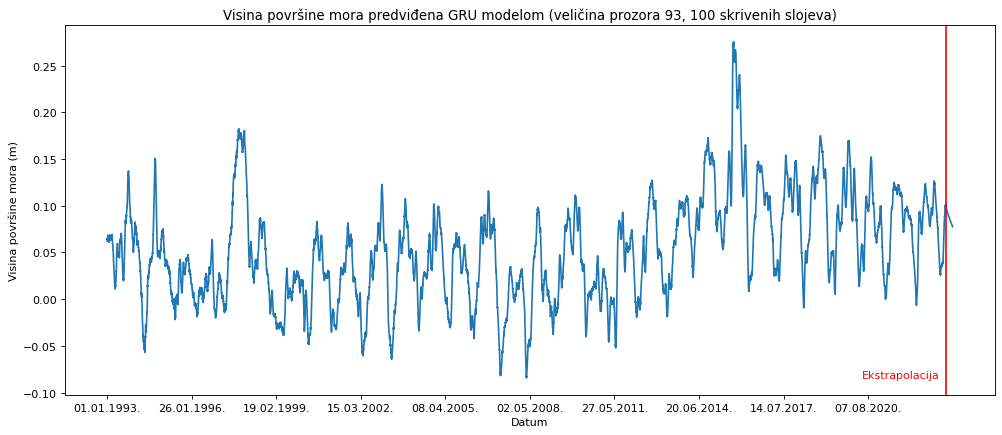 Visina površine mora predviđena GRU modelom (veličina prozora 93, 100 skrivenih slojeva)
Visina površine mora (m)
0.25
0.20
0.15
0.10
0.05
0.00
−0.05
−0.10
Ekstrapolacija
01.01.1993. 26.01.1996. 19.02.1999. 15.03.2002. 08.04.2005. 02.05.2008. 27.05.2011. 20.06.2014. 14.07.2017. 07.08.2020.
Datum